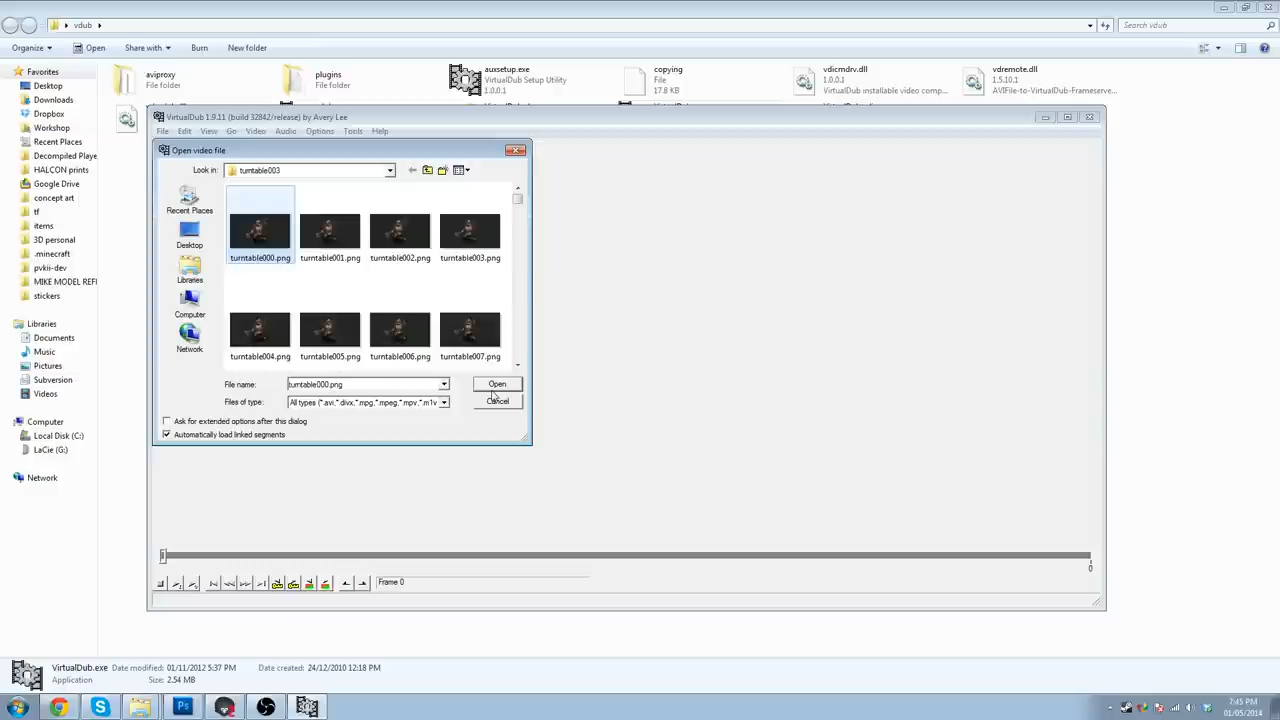 vdub
Search vdub
Organize
Open
Share with
Burn
New folder
Favorites
Desktop
Downloads
Dropbox
Workshop
Recent Places
Decompiled Playe
HALCON prints
Google Drive
concept art
tf
items
3D personal
.minecraft
pvkii-dev
MIKE MODEL REF
stickers
Libraries
Documents
Music
Pictures
Subversion
Videos
Computer
Local Disk (C:)
LaCie (G:)
Network
aviproxy
File folder
plugins
File folder
auxsetup.exe
VirtualDub Setup Utility
1.0.0.1
copying
File
17.8 KB
vdicmdrv.dll
1.0.0.1
VirtualDub installable video comp...
vdremote.dll
1.5.10.1
AVIFile-to-VirtualDub-Frameserve...
VirtualDub 1.9.11 (build 32842/release) by Avery Lee
File Edit View Go Video Audio Options Tools Help
Open video file
Look in: turntable003
Recent Places
Desktop
Libraries
Computer
Network
turntable000.png turntable001.png turntable002.png turntable003.png
turntable004.png turntable005.png turntable006.png turntable007.png
File name: turntable000.png Open
Files of type: All types (*.avi,*.divx,*.mpg,*.mpeg,*.mpv,*.m1v Cancel
Ask for extended options after this dialog
Automatically load linked segments
0
Frame 0
VirtualDub.exe Date modified: 01/11/2012 5:37 PM Date created: 24/12/2010 12:18 PM
Application Size: 2.54 MB
7:45 PM
01/05/2014